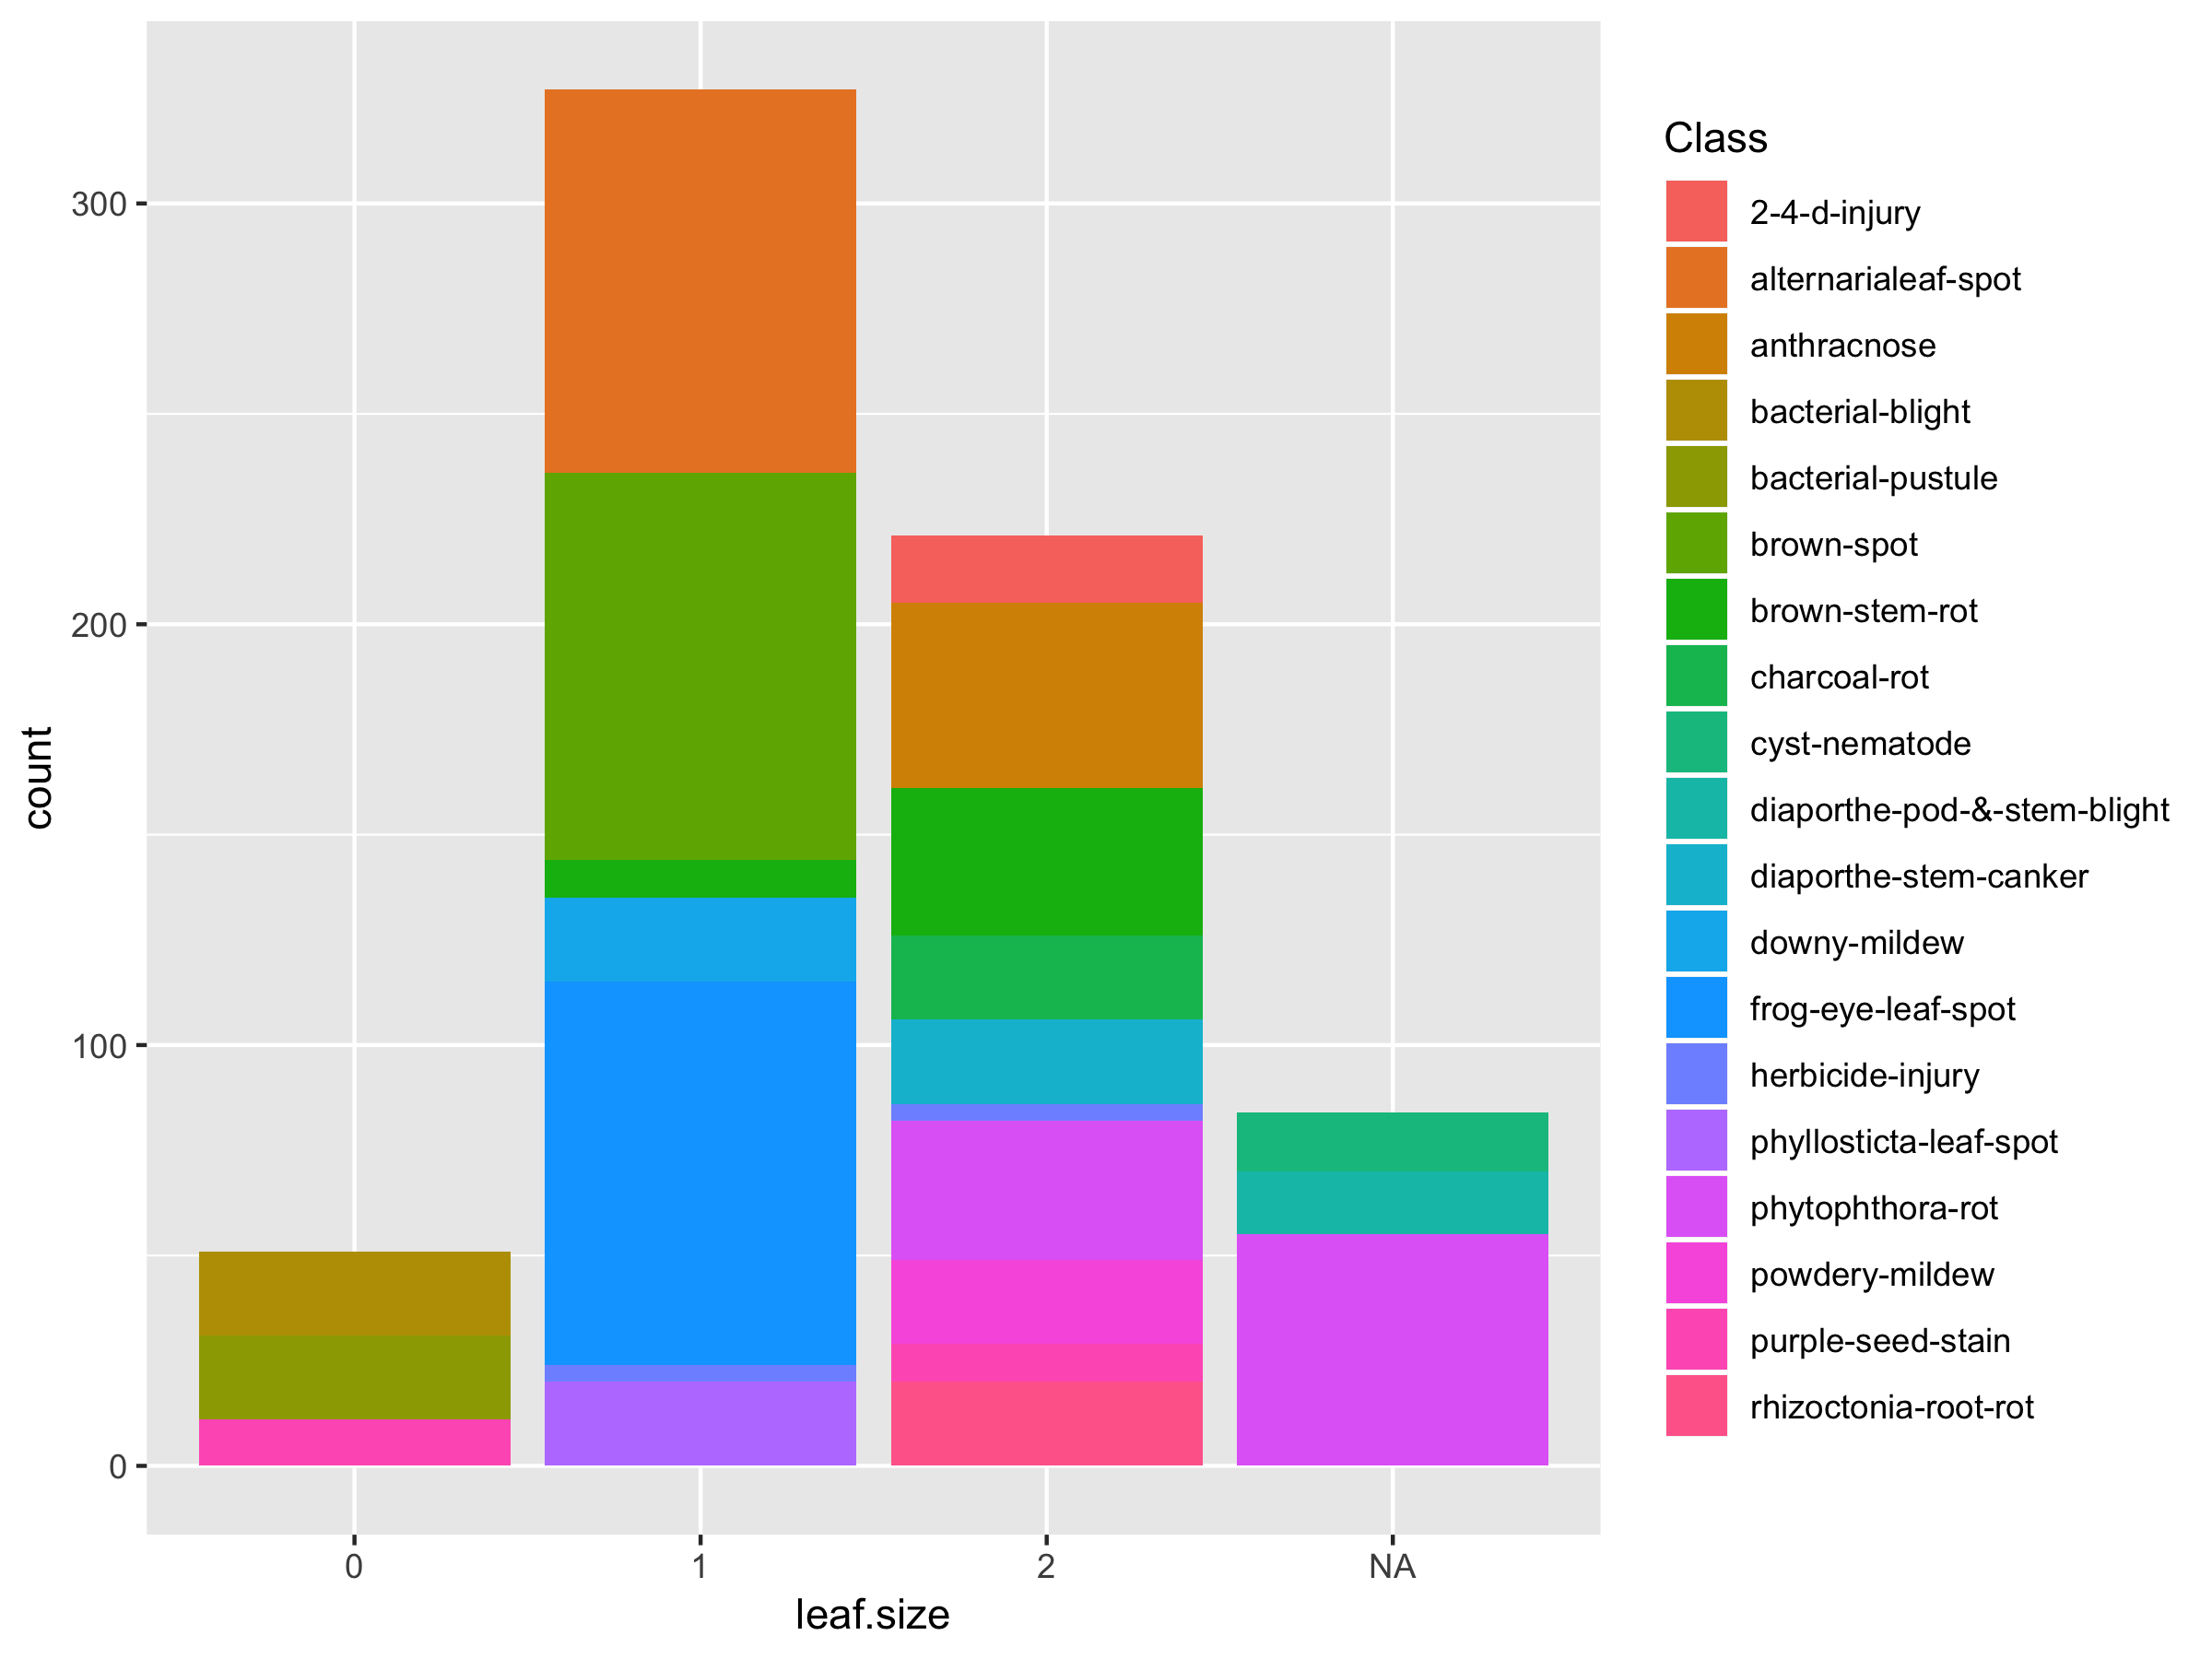 count
300
200
100
0
0
1
2
NA
leaf.size
Class
2-4-d-injury
alternarialeaf-spot
anthracnose
bacterial-blight
bacterial-pustule
brown-spot
brown-stem-rot
charcoal-rot
cyst-nematode
diaporthe-pod-&-stem-blight
diaporthe-stem-canker
downy-mildew
frog-eye-leaf-spot
herbicide-injury
phyllosticta-leaf-spot
phytophthora-rot
powdery-mildew
purple-seed-stain
rhizoctonia-root-rot